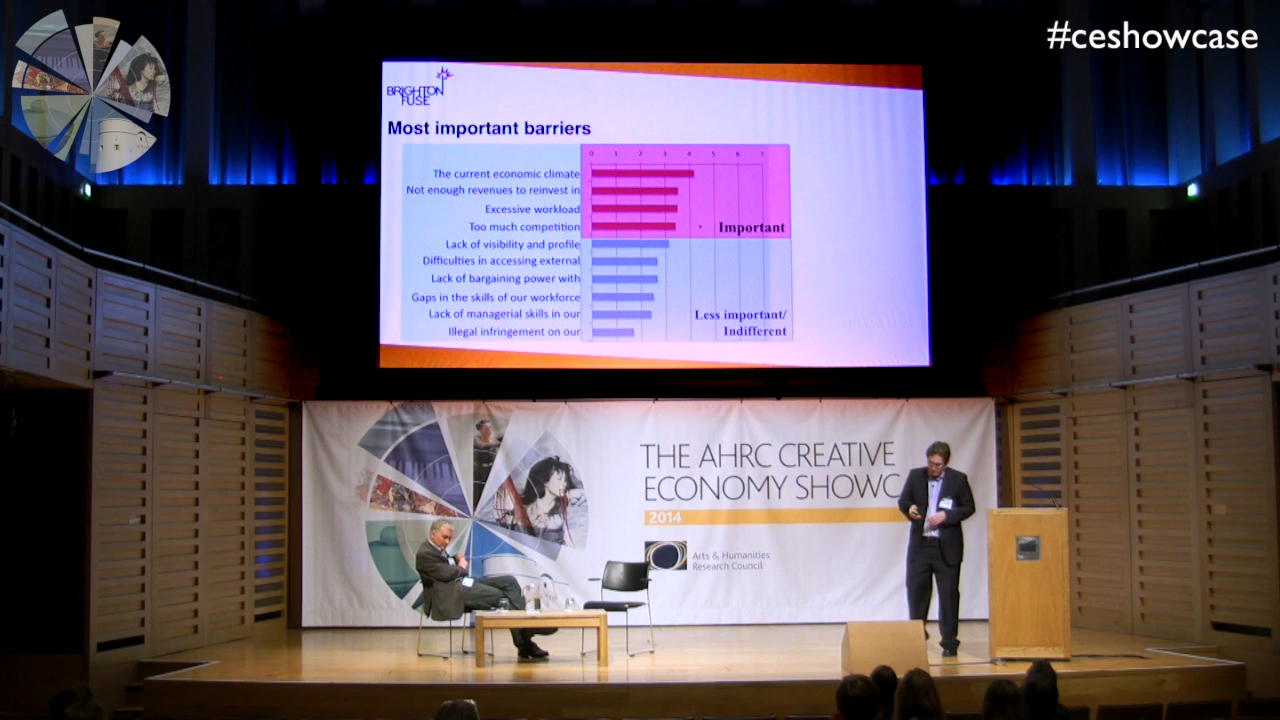 #ceshowcase
BRIGHTON
FUSE
Most important barriers
0 1 2 3 4 5 6 7
The current economic climate
Not enough revenues to reinvest in
Excessive workload
Too much competition
Important
Lack of visibility and profile
Difficulties in accessing external
Lack of bargaining power with
Gaps in the skills of our workforce
Lack of managerial skills in our
Illegal infringement on our
Less important/
Indifferent
THE AHRC CREATIVE
ECONOMY SHOWC
2014
Arts & Humanities
Research Council